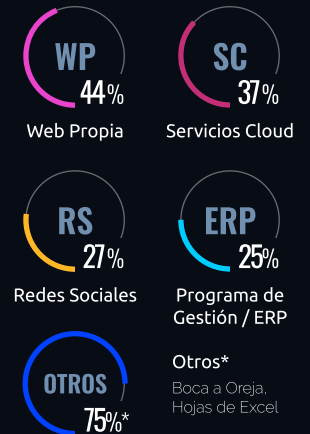 WP
44%
Web Propia
SC
37%
Servicios Cloud
RS
27%
Redes Sociales
ERP
25%
Programa de
Gestión / ERP
OTROS
75%*
Otros*
Boca a Oreja,
Hojas de Excel